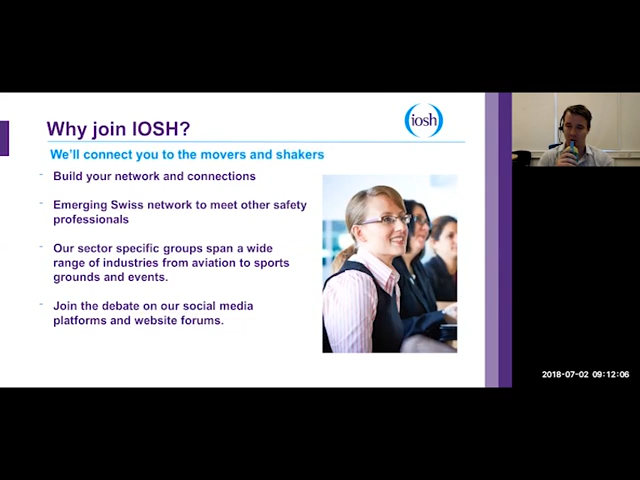 Why join IOSH?
iosh
We'll connect you to the movers and shakers
- Build your network and connections
- Emerging Swiss network to meet other safety
professionals
- Our sector specific groups span a wide
range of industries from aviation to sports
grounds and events.
- Join the debate on our social media
platforms and website forums.
2018-07-02 09:12:06